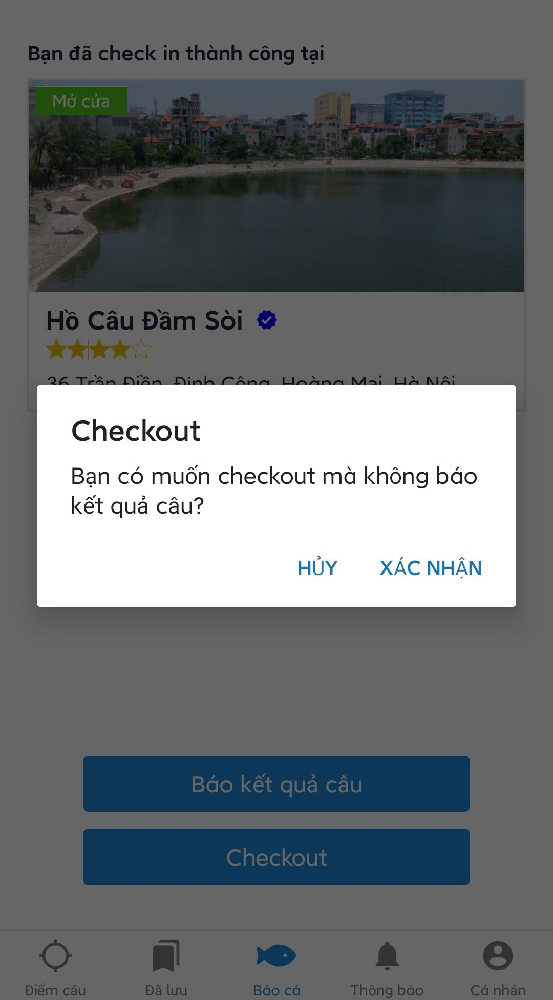 Bạn đã check in thành công tại
Mở cửa
Hồ Câu Đầm Sòi
36 Trần Điền, Định Công, Hoàng Mai, Hà Nội
Checkout
Bạn có muốn checkout mà không báo
kết quả câu?
HỦY XÁC NHẬN
Báo kết quả câu
Checkout
Điểm câu Đã lưu Báo cá Thông báo Cá nhân